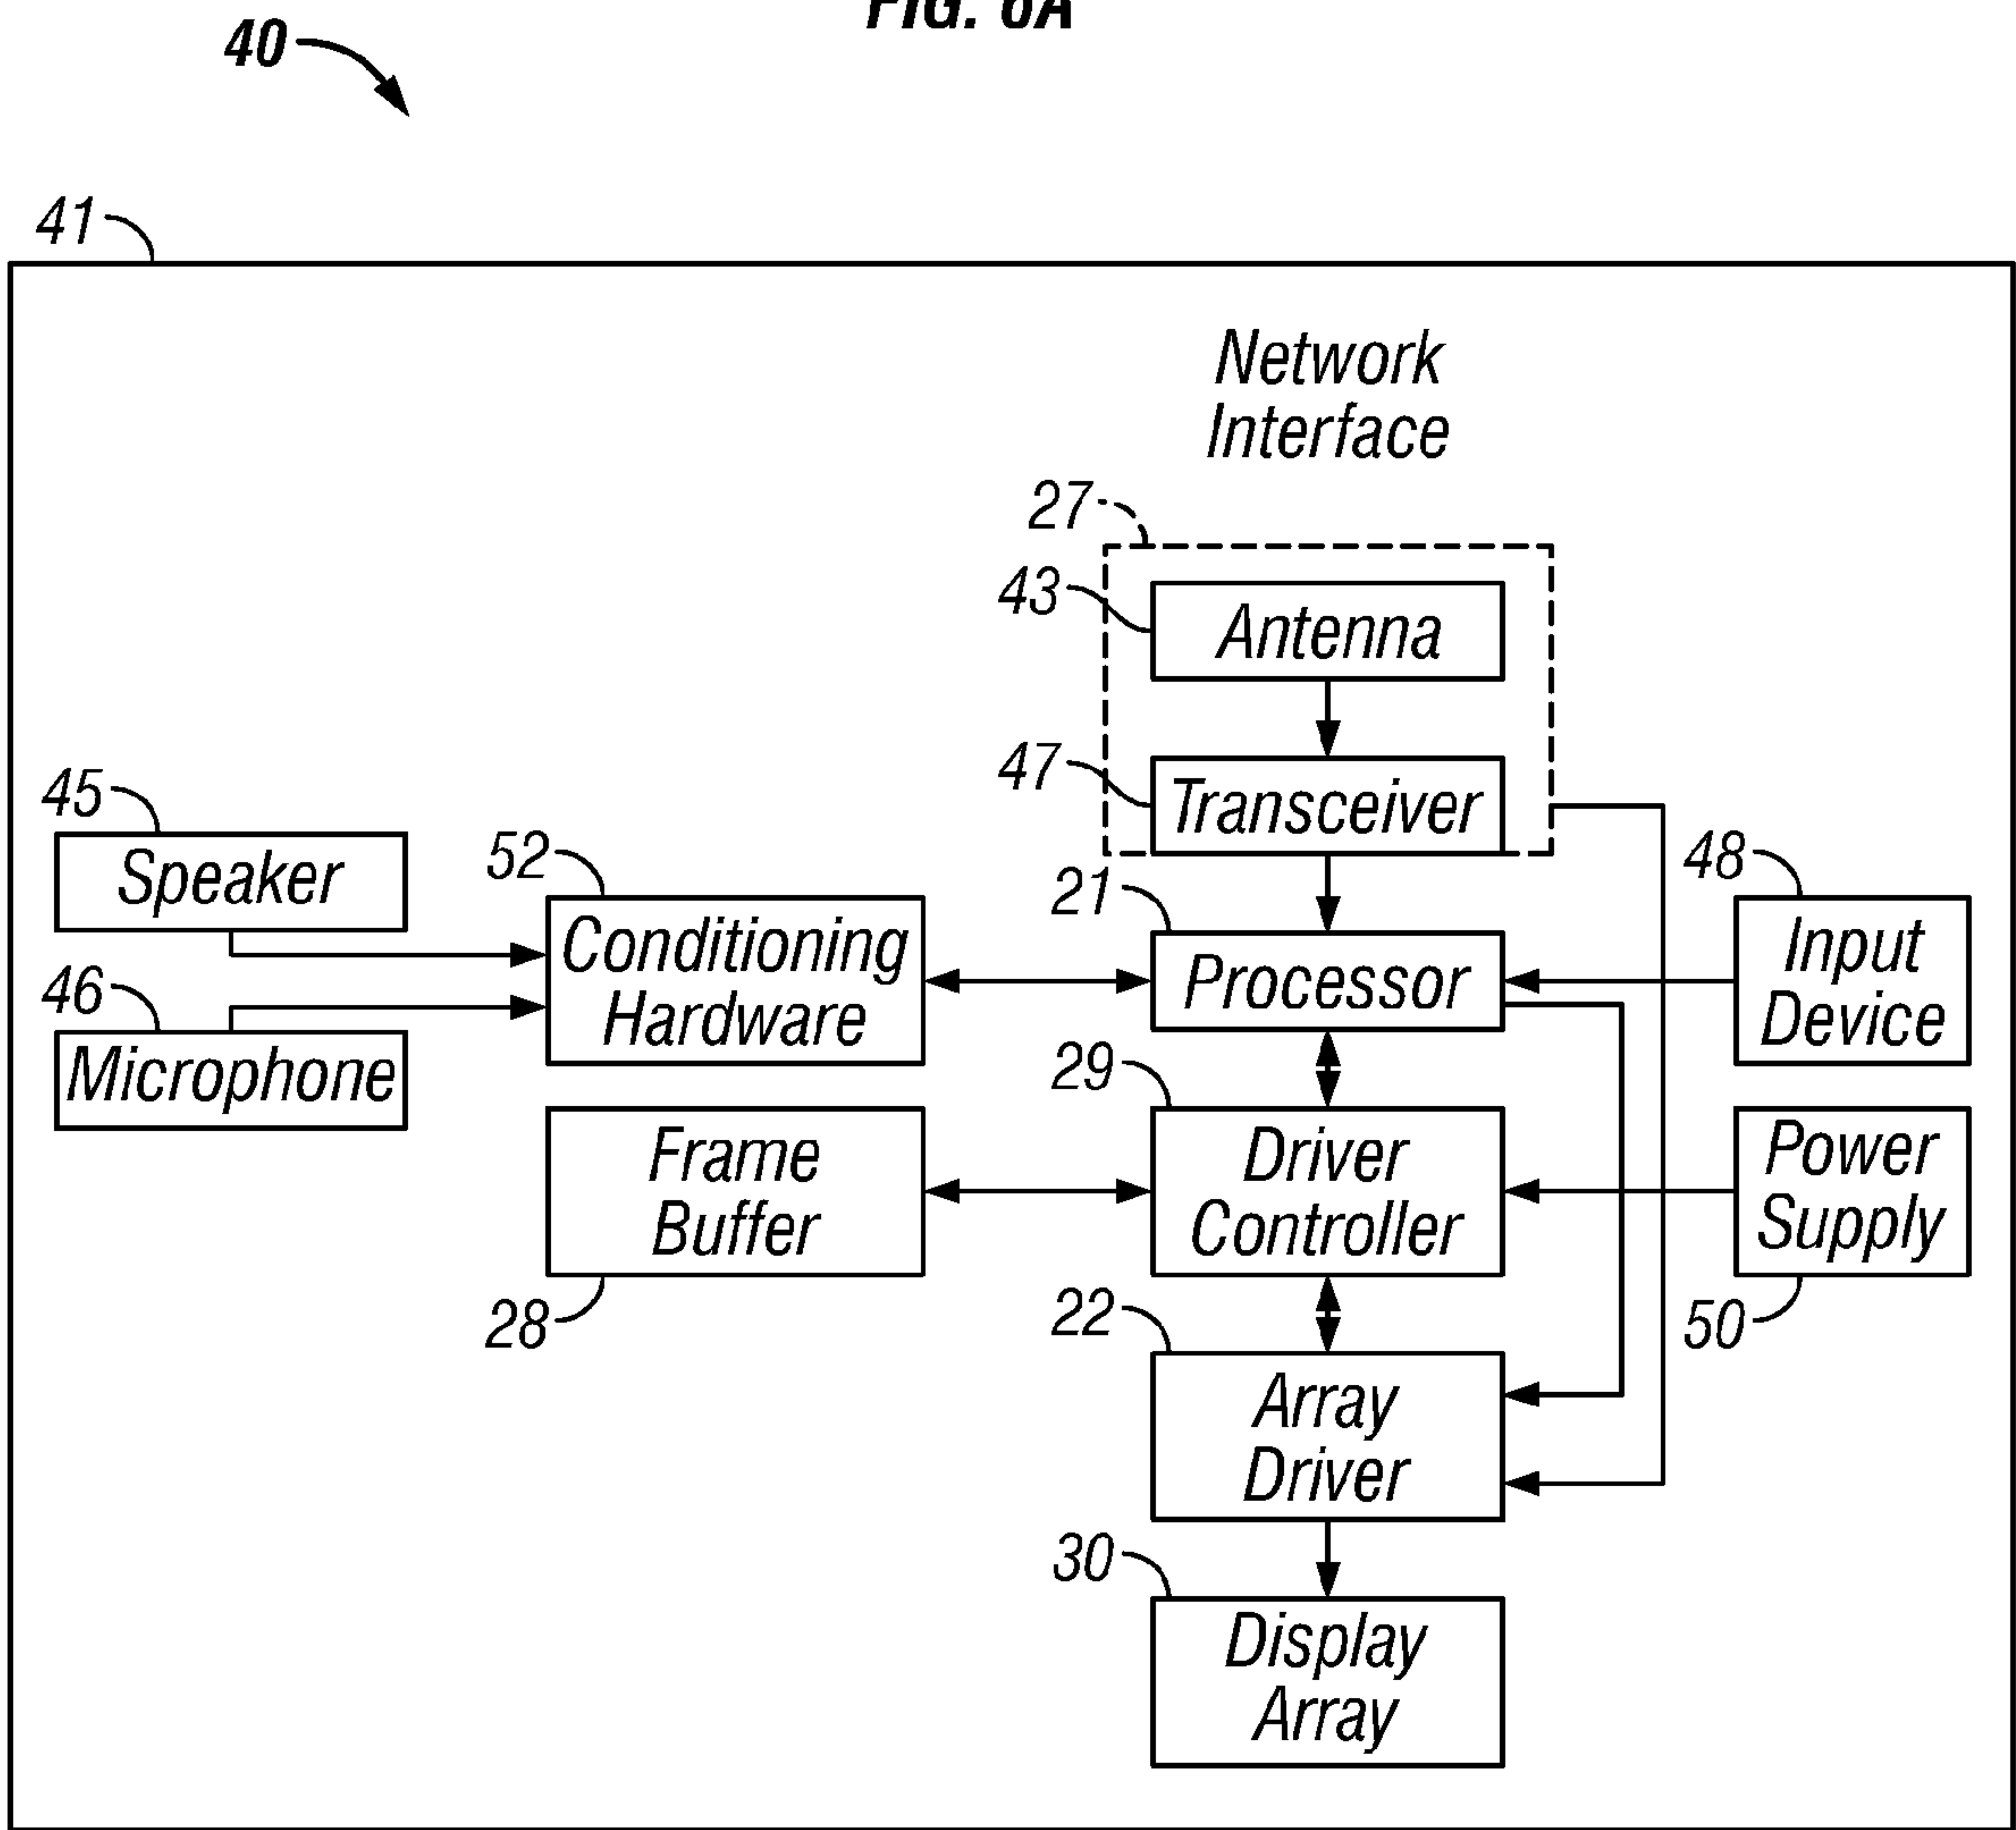 FIG.
40
41
Network
Interface
27
43
Antenna
47
Transceiver
45
Speaker
52
Conditioning
Hardware
21
Processor
48
Input
Device
46
Microphone
28
Frame
Buffer
29
Driver
Controller
50
Power
Supply
22
Array
Driver
30
Display
Array